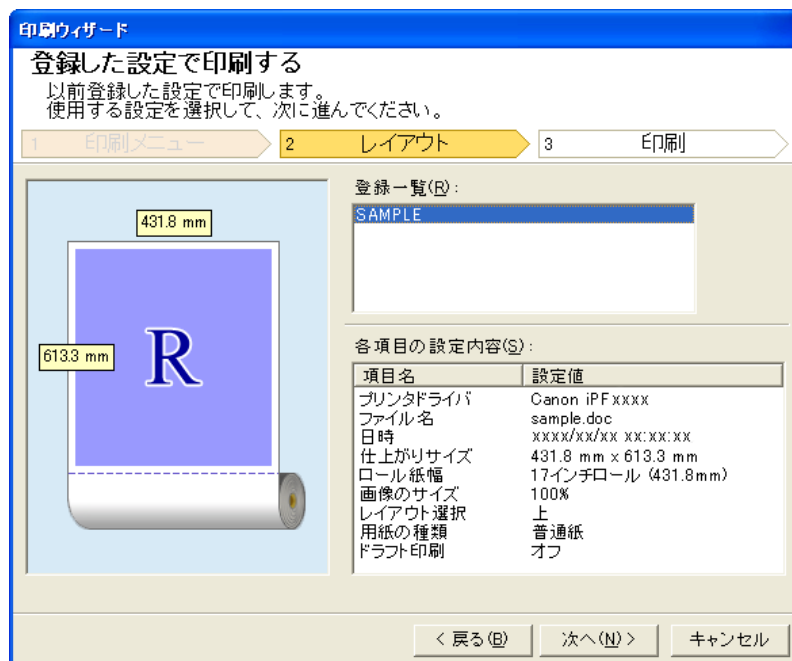 印刷ウィザード
登録した設定で印刷する
以前登録した設定で印刷します。
使用する設定を選択して、次に進んでください。
1 印刷メニュー 2 レイアウト 3 印刷
431.8 mm
613.3 mm
R
登録一覧(R):
SAMPLE
各項目の設定内容(S):
項目名 設定値
プリンタドライバ Canon iPFxxxx
ファイル名 sample.doc
日時 xxxx/xx/xx xx:xx:xx
仕上がりサイズ 431.8 mm x 613.3 mm
ロール紙幅 17インチロール (431.8mm)
画像のサイズ 100%
レイアウト選択 上
用紙の種類 普通紙
ドラフト印刷 オフ
< 戻る(B) 次へ(N) > キャンセル